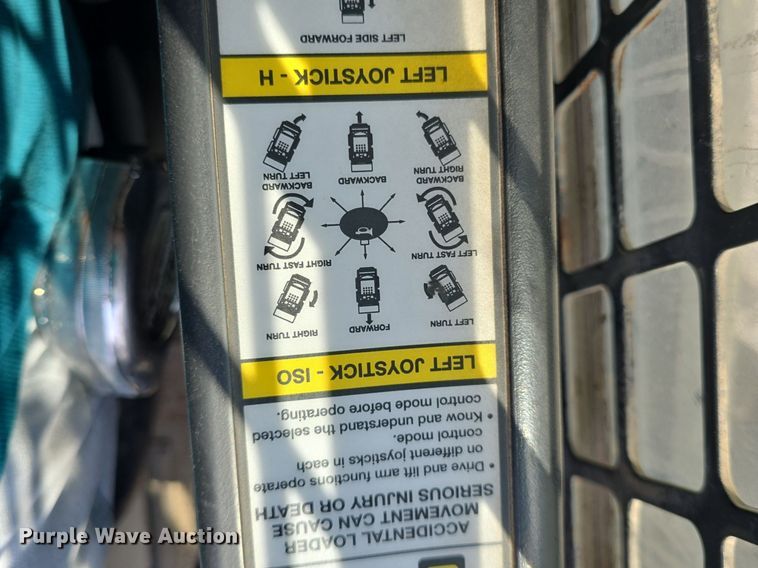 ACCIDENTAL LOADER
MOVEMENT CAN CAUSE
SERIOUS INJURY OR DEATH
• Drive and lift arm functions operate
on different joysticks in each
control mode.
• Know and understand the selected
control mode before operating.
LEFT JOYSTICK - ISO
LEFT TURN
FORWARD
RIGHT TURN
LEFT FAST TURN
RIGHT FAST TURN
BACKWARD
RIGHT TURN
BACKWARD
BACKWARD
LEFT TURN
LEFT JOYSTICK - H
LEFT SIDE FORWARD
Purple Wave Auction